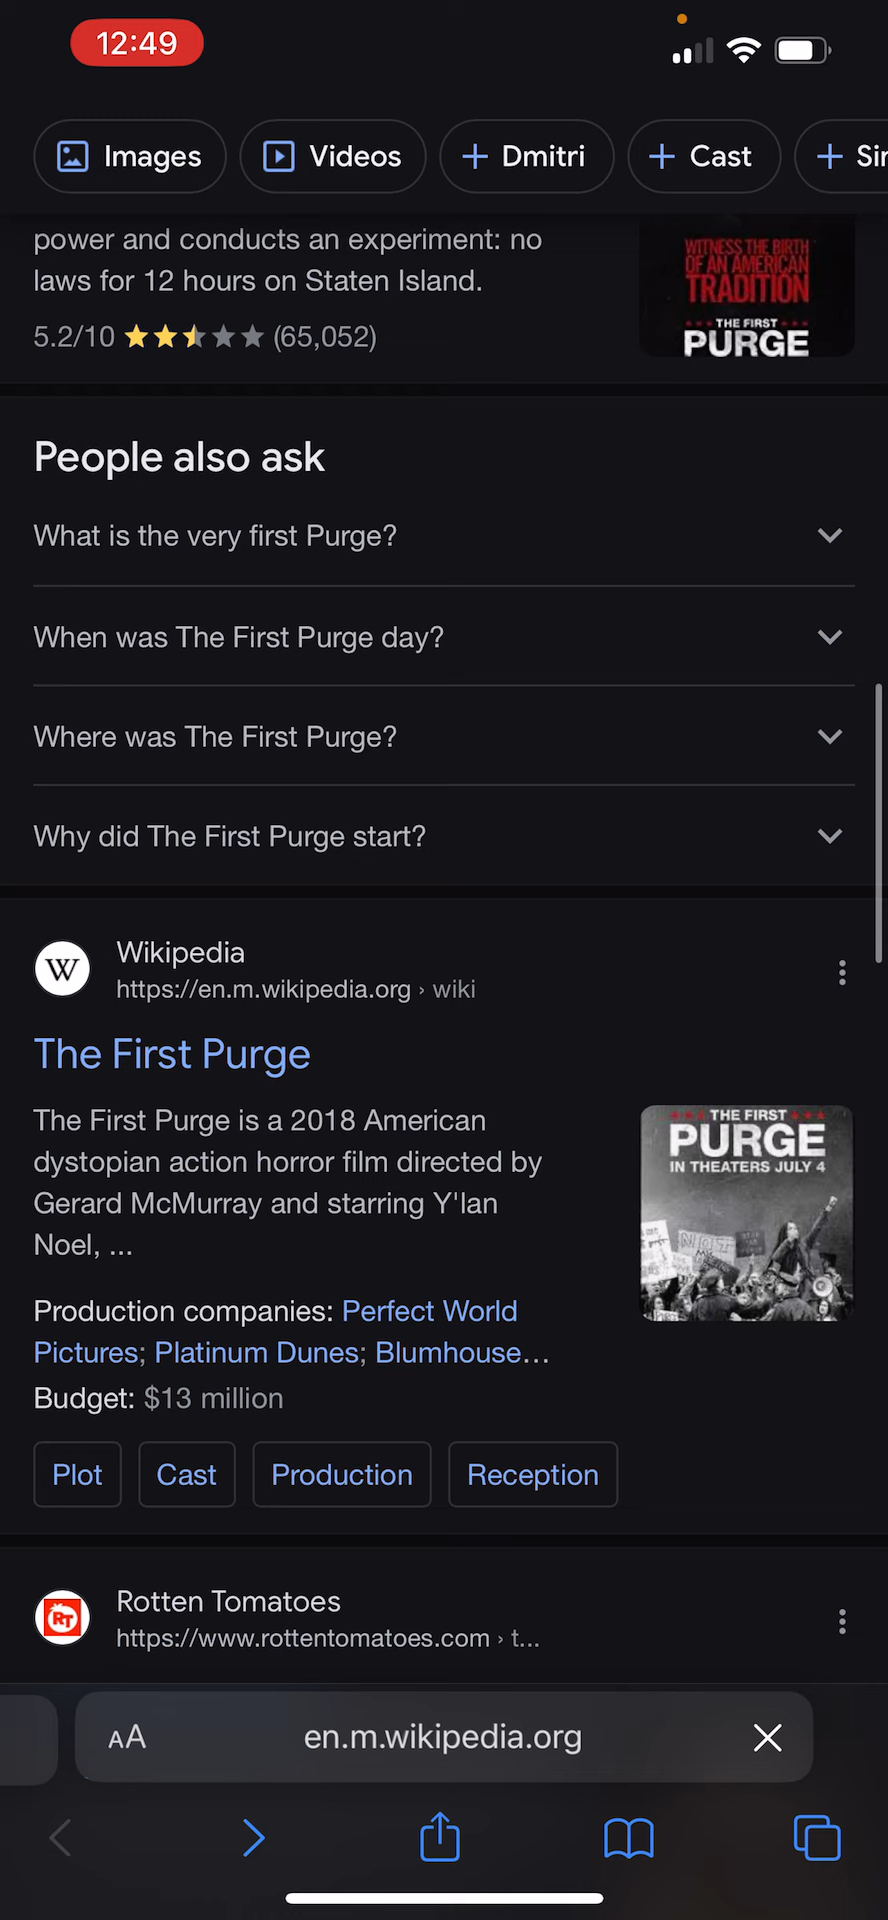 12:49
Images
Videos
Dmitri
Cast
Sir
power and conducts an experiment: no
laws for 12 hours on Staten Island.
5.2/10
(65,052)
WITNESS THE BIRTH
OF AN AMERICAN
TRADITION
THE FIRST
PURGE
People also ask
What is the very first Purge?
When was The First Purge day?
Where was The First Purge?
Why did The First Purge start?
W
Wikipedia
https://en.m.wikipedia.org › wiki
The First Purge
The First Purge is a 2018 American
dystopian action horror film directed by
Gerard McMurray and starring Y'lan
Noel, ...
THE FIRST
PURGE
IN THEATERS JULY 4
NOT
Production companies: Perfect World
Pictures; Platinum Dunes; Blumhouse...
Budget: $13 million
Plot
Cast
Production
Reception
RT
Rotten Tomatoes
https://www.rottentomatoes.com › t...
AA
en.m.wikipedia.org